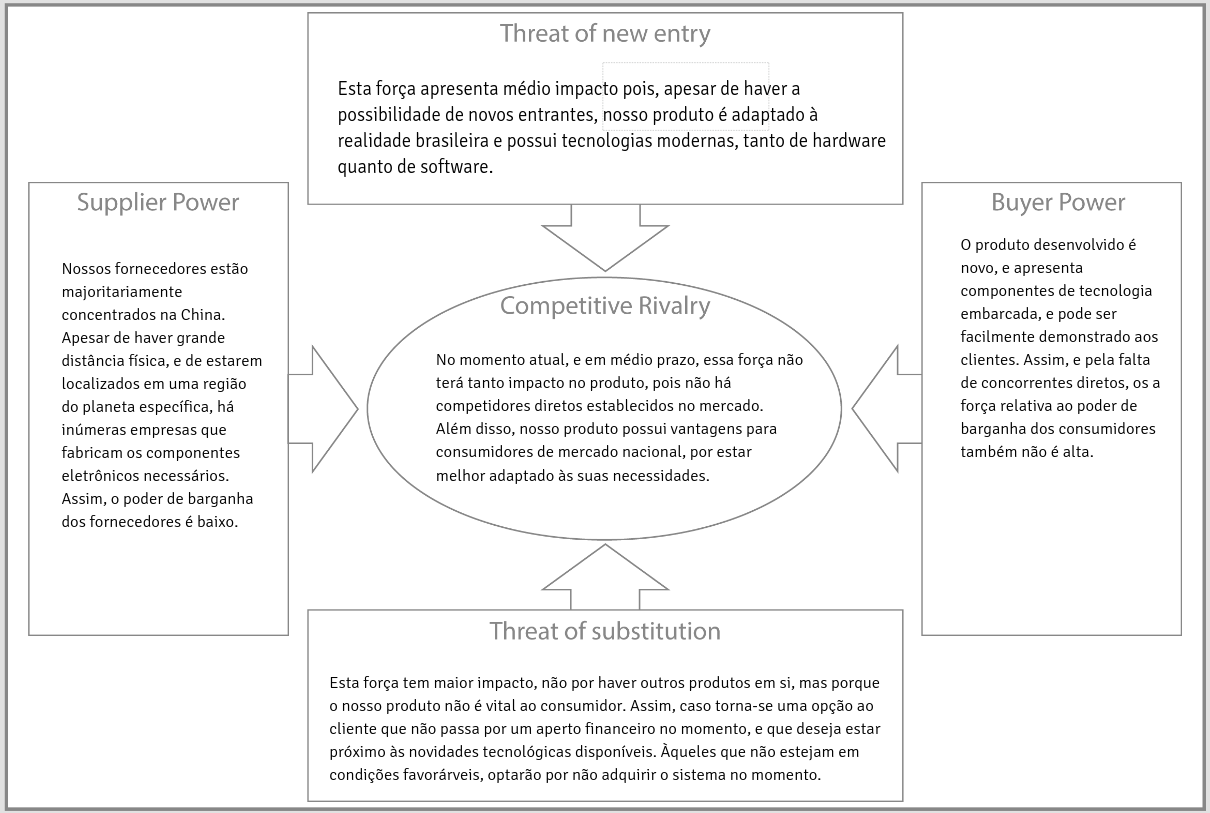 Threat of new entry
Esta força apresenta médio impacto pois, apesar de haver a
possibilidade de novos entrantes, nosso produto é adaptado à
realidade brasileira e possui tecnologias modernas, tanto de hardware
quanto de software.
Supplier Power
Nossos fornecedores estão
majoritariamente
concentrados na China.
Apesar de haver grande
distância física, e de estarem
localizados em uma região
do planeta específica, há
inúmeras empresas que
fabricam os componentes
eletrônicos necessários.
Assim, o poder de barganha
dos fornecedores é baixo.
Competitive Rivalry
No momento atual, e em médio prazo, essa força não
terá tanto impacto no produto, pois não há
competidores diretos establecidos no mercado.
Além disso, nosso produto possui vantagens para
consumidores de mercado nacional, por estar
melhor adaptado às suas necessidades.
Buyer Power
O produto desenvolvido é
novo, e apresenta
componentes de tecnologia
embarcada, e pode ser
facilmente demonstrado aos
clientes. Assim, e pela falta
de concorrentes diretos, os a
força relativa ao poder de
barganha dos consumidores
também não é alta.
Threat of substitution
Esta força tem maior impacto, não por haver outros produtos em si, mas porque
o nosso produto não é vital ao consumidor. Assim, caso torna-se uma opção ao
cliente que não passa por um aperto financeiro no momento, e que deseja estar
próximo às novidades tecnológicas disponíveis. Àqueles que não estejam em
condições favorárveis, optarão por não adquirir o sistema no momento.